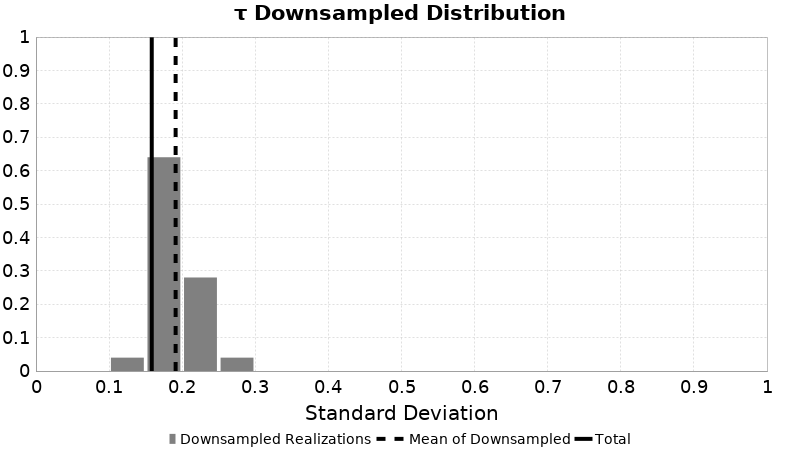 τ Downsampled Distribution
1
0.9
0.8
0.7
0.6
0.5
0.4
0.3
0.2
0.1
0
0 0.1 0.2 0.3 0.4 0.5 0.6 0.7 0.8 0.9 1
Standard Deviation
Downsampled Realizations Mean of Downsampled Total